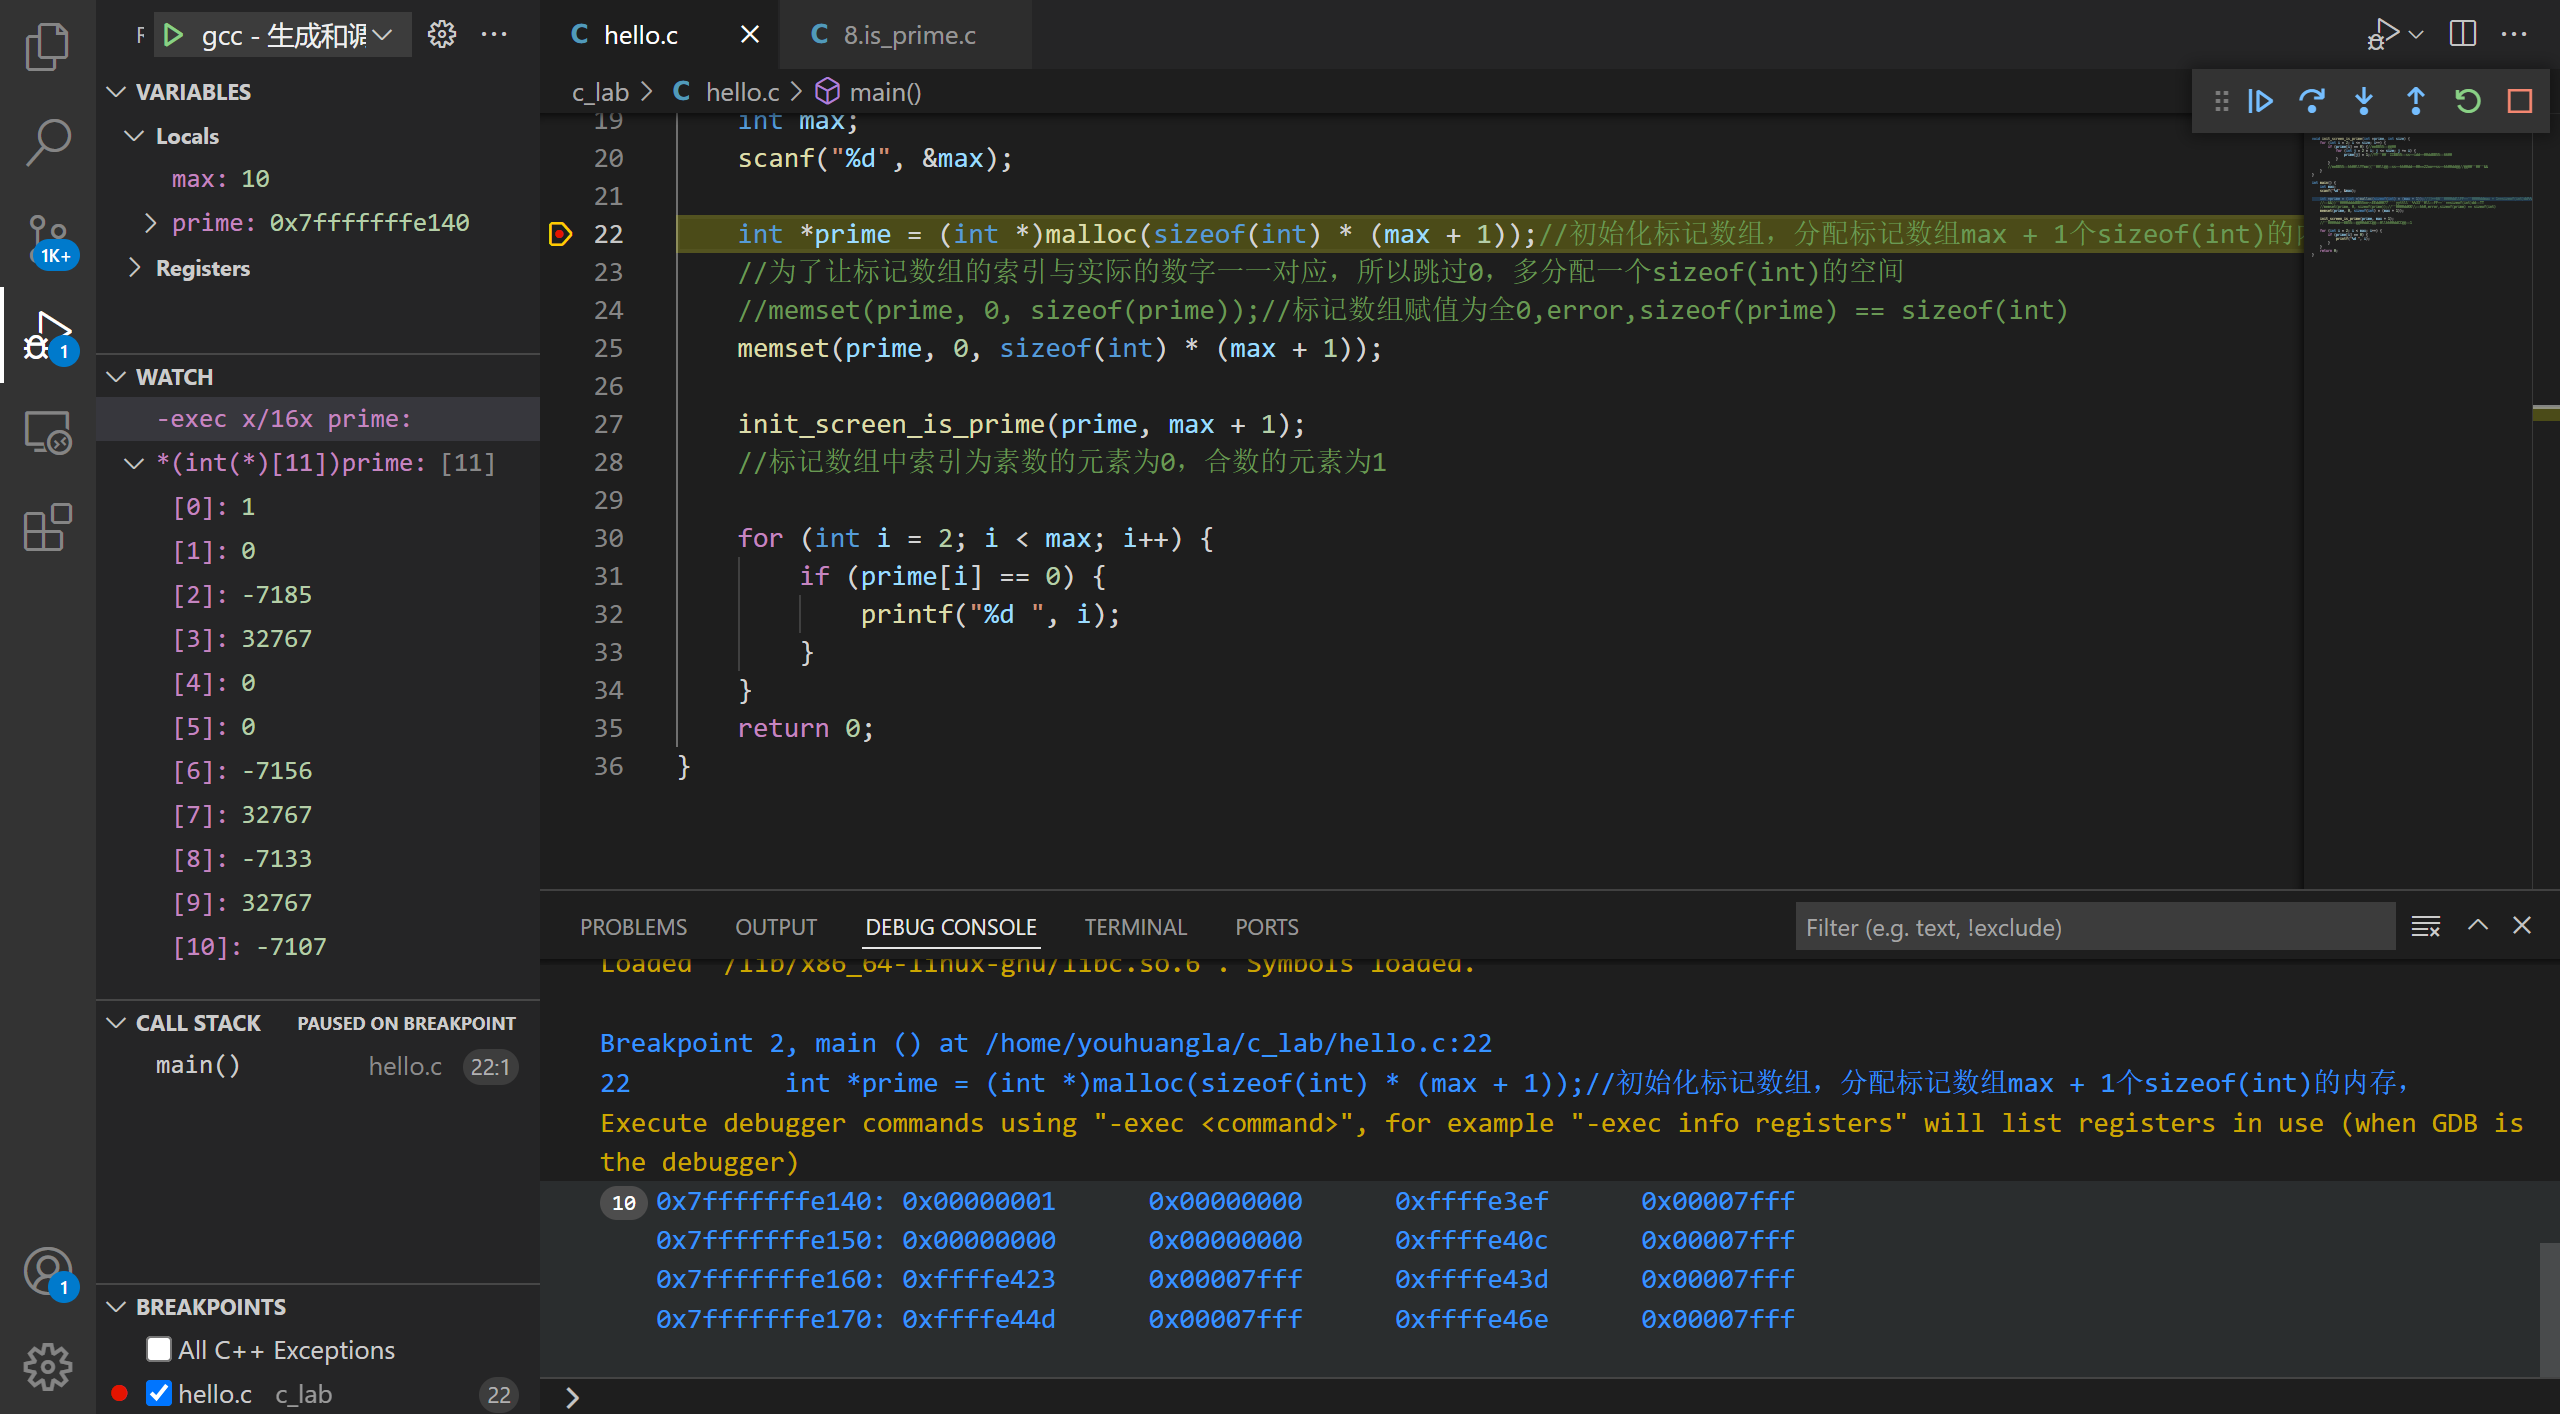 gcc - 生成和调
VARIABLES
Locals
max: 10
prime: 0x7fffffffe140
Registers
WATCH
-exec x/16x prime:
*(int(*)[11])prime: [11]
[0]: 1
[1]: 0
[2]: -7185
[3]: 32767
[4]: 0
[5]: 0
[6]: -7156
[7]: 32767
[8]: -7133
[9]: 32767
[10]: -7107
CALL STACK PAUSED ON BREAKPOINT
main() hello.c 22:1
BREAKPOINTS
All C++ Exceptions
hello.c c_lab 22
1K+
1
1
C hello.c
C 8.is_prime.c
c_lab > C hello.c > main()
19 int max;
20 scanf("%d", &max);
21
22 int *prime = (int *)malloc(sizeof(int) * (max + 1));//初始化标记数组，分配标记数组max + 1个sizeof(int)的内
23 //为了让标记数组的索引与实际的数字一一对应，所以跳过0，多分配一个sizeof(int)的空间
24 //memset(prime, 0, sizeof(prime));//标记数组赋值为全0,error,sizeof(prime) == sizeof(int)
25 memset(prime, 0, sizeof(int) * (max + 1));
26
27 init_screen_is_prime(prime, max + 1);
28 //标记数组中索引为素数的元素为0，合数的元素为1
29
30 for (int i = 2; i < max; i++) {
31 if (prime[i] == 0) {
32 printf("%d ", i);
33 }
34 }
35 return 0;
36 }
PROBLEMS OUTPUT DEBUG CONSOLE TERMINAL PORTS
Filter (e.g. text, !exclude)
Loaded '/lib/x86_64-linux-gnu/libc.so.6'. Symbols loaded.
Breakpoint 2, main () at /home/youhuangla/c_lab/hello.c:22
22 int *prime = (int *)malloc(sizeof(int) * (max + 1));//初始化标记数组，分配标记数组max + 1个sizeof(int)的内存，
Execute debugger commands using "-exec <command>", for example "-exec info registers" will list registers in use (when GDB is
the debugger)
10 0x7fffffffe140: 0x00000001 0x00000000 0xffffe3ef 0x00007fff
0x7fffffffe150: 0x00000000 0x00000000 0xffffe40c 0x00007fff
0x7fffffffe160: 0xffffe423 0x00007fff 0xffffe43d 0x00007fff
0x7fffffffe170: 0xffffe44d 0x00007fff 0xffffe46e 0x00007fff